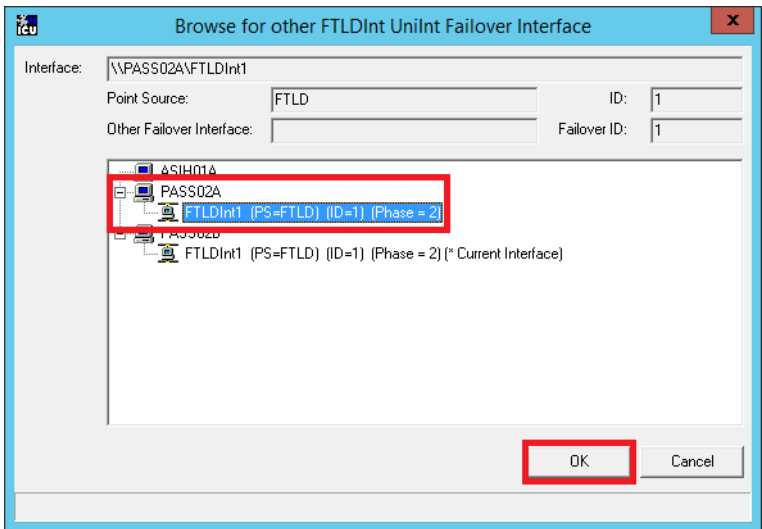 ICU
Browse for other FTLDInt UniInt Failover Interface
x
Interface: \\PASS02A\FTLDInt1
Point Source: FTLD ID: 1
Other Failover Interface: Failover ID: 1
ASIH01A
PASS02A
FTLDInt1 (PS=FTLD) (ID=1) (Phase = 2)
PASS02B
FTLDInt1 (PS=FTLD) (ID=1) (Phase = 2) (* Current Interface)
OK Cancel